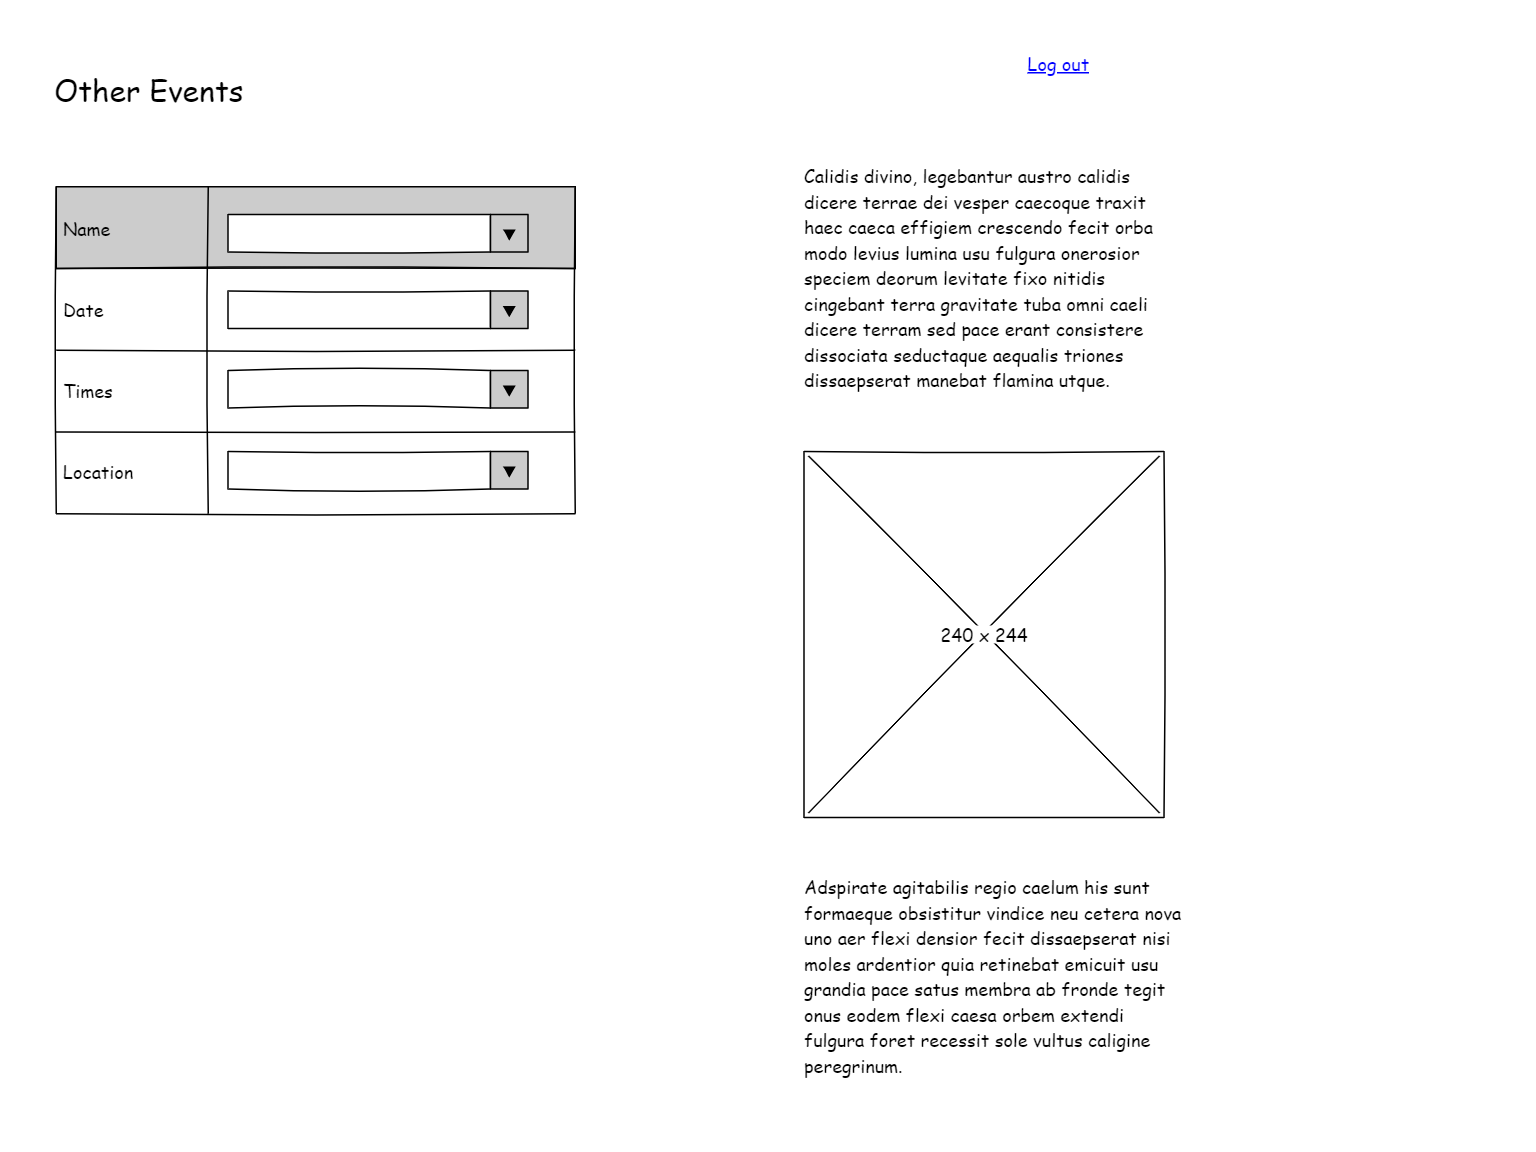 Log out
Other Events
Name
Date
Times
Location
Calidis divino, legebantur austro calidis
dicere terrae dei vesper caecoque traxit
haec caeca effigiem crescendo fecit orba
modo levius lumina usu fulgura onerosior
speciem deorum levitate fixo nitidis
cingebant terra gravitate tuba omni caeli
dicere terram sed pace erant consistere
dissociata seductaque aequalis triones
dissaepserat manebat flamina utque.
240 x 244
Adspirate agitabilis regio caelum his sunt
formaeque obsistitur vindice neu cetera nova
uno aer flexi densior fecit dissaepserat nisi
moles ardentior quia retinebat emicuit usu
grandia pace satus membra ab fronde tegit
onus eodem flexi caesa orbem extendi
fulgura foret recessit sole vultus caligine
peregrinum.